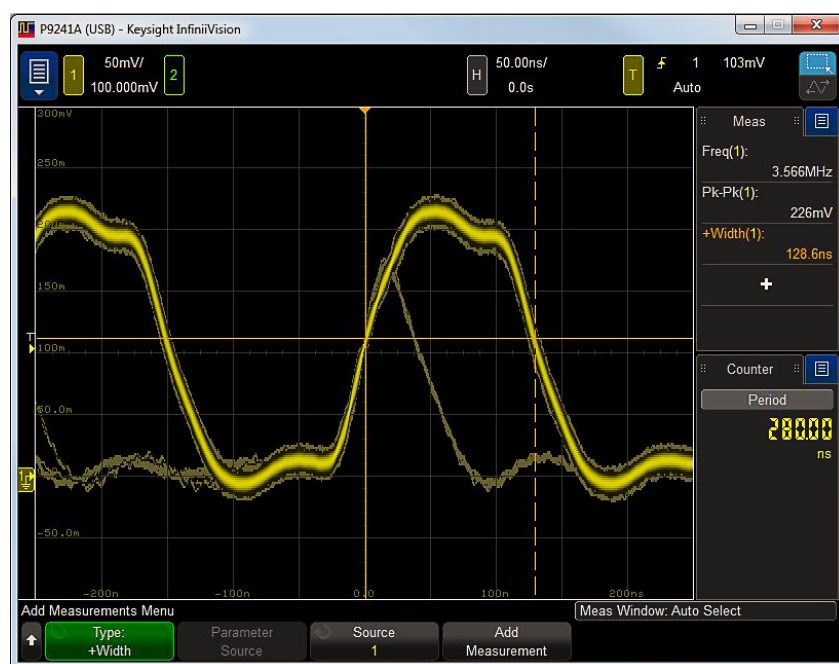 P9241A (USB) - Keysight InfiniiVision
1
50mV/
100.000mV
2
H
50.00ns/
0.0s
T
1
103mV
Auto
300mV
250m
200m
150m
100m
50.0m
-50.0m
T
1
-200n
-100n
0.0
100n
200ns
Meas
Freq(1):
3.566MHz
Pk-Pk(1):
226mV
+Width(1):
128.6ns
+
Counter
Period
280.00
ns
Add Measurements Menu
Meas Window: Auto Select
Type:
+Width
Parameter
Source
Source
1
Add
Measurement